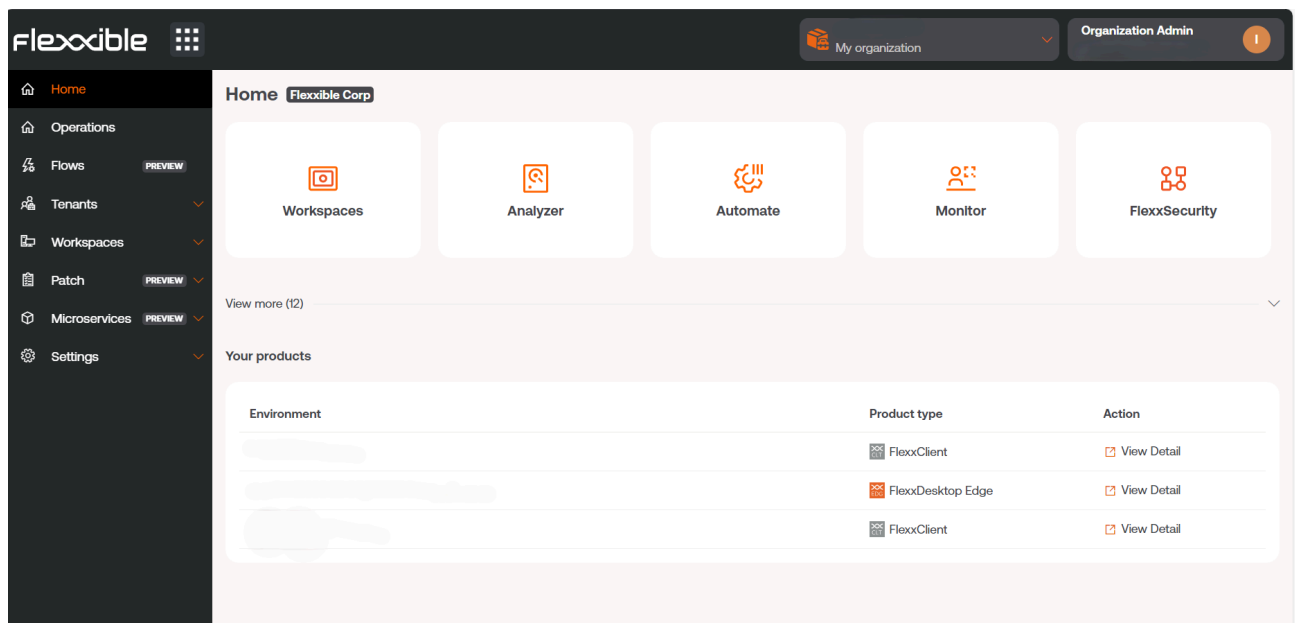 Flexxible
My organization
Organization Admin
I
Home
Operations
Flows PREVIEW
Tenants
Workspaces
Patch PREVIEW
Microservices PREVIEW
Settings
Home Flexxible Corp
Workspaces
Analyzer
Automate
Monitor
FlexxSecurity
View more (12)
Your products
Environment Product type Action
FlexxClient View Detail
FlexxDesktop Edge View Detail
FlexxClient View Detail